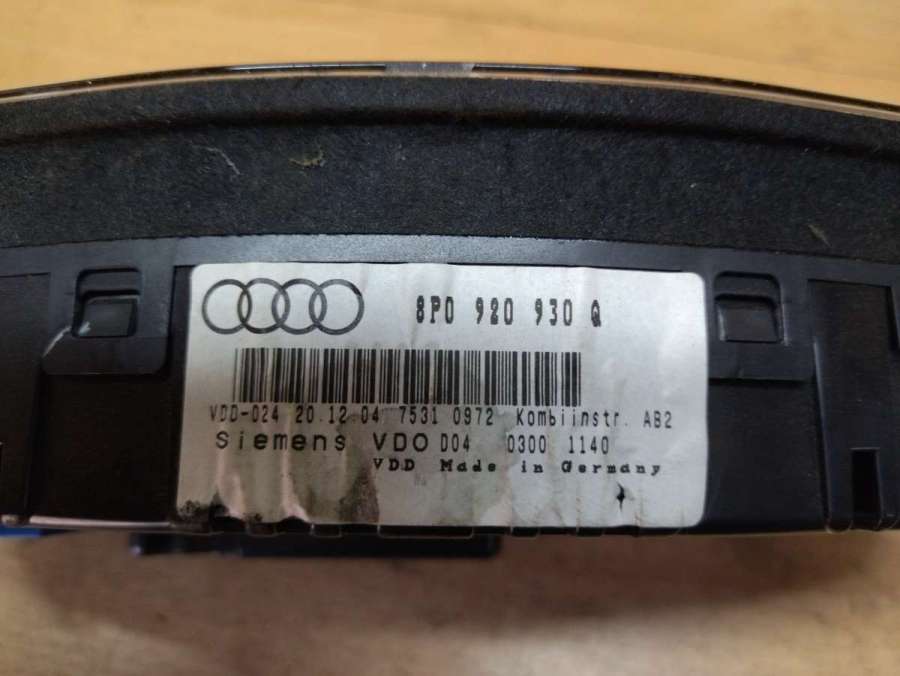 8P0 920 930 Q
VDD-024 20.12.04 7531 0972 Kombiinstr. AB2
Siemens VDO D04 0300 1140
VDD Made in Germany